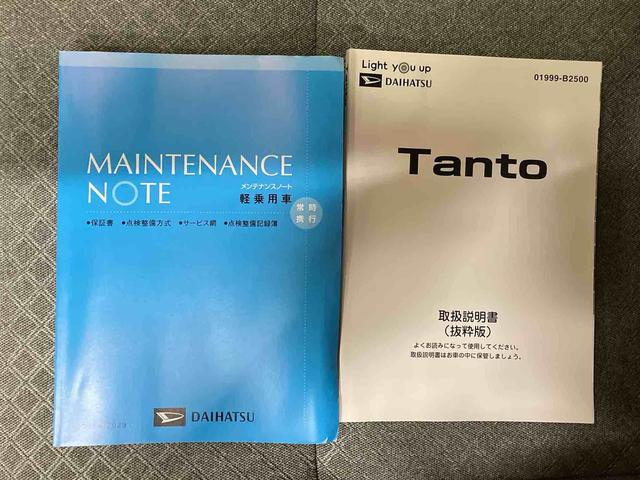 MAINTENANCE
NOTE
メンテナンスノート
軽乗用車
常時
携行
●保証書 ●点検整備方式 ●サービス網 ●点検整備記録簿
DAIHATSU
Light you up
DAIHATSU
01999-B2500
Tanto
取扱説明書
（抜粋版）
よくお読みになって使用してください。
取扱説明書はお車の中に保管しましょう。